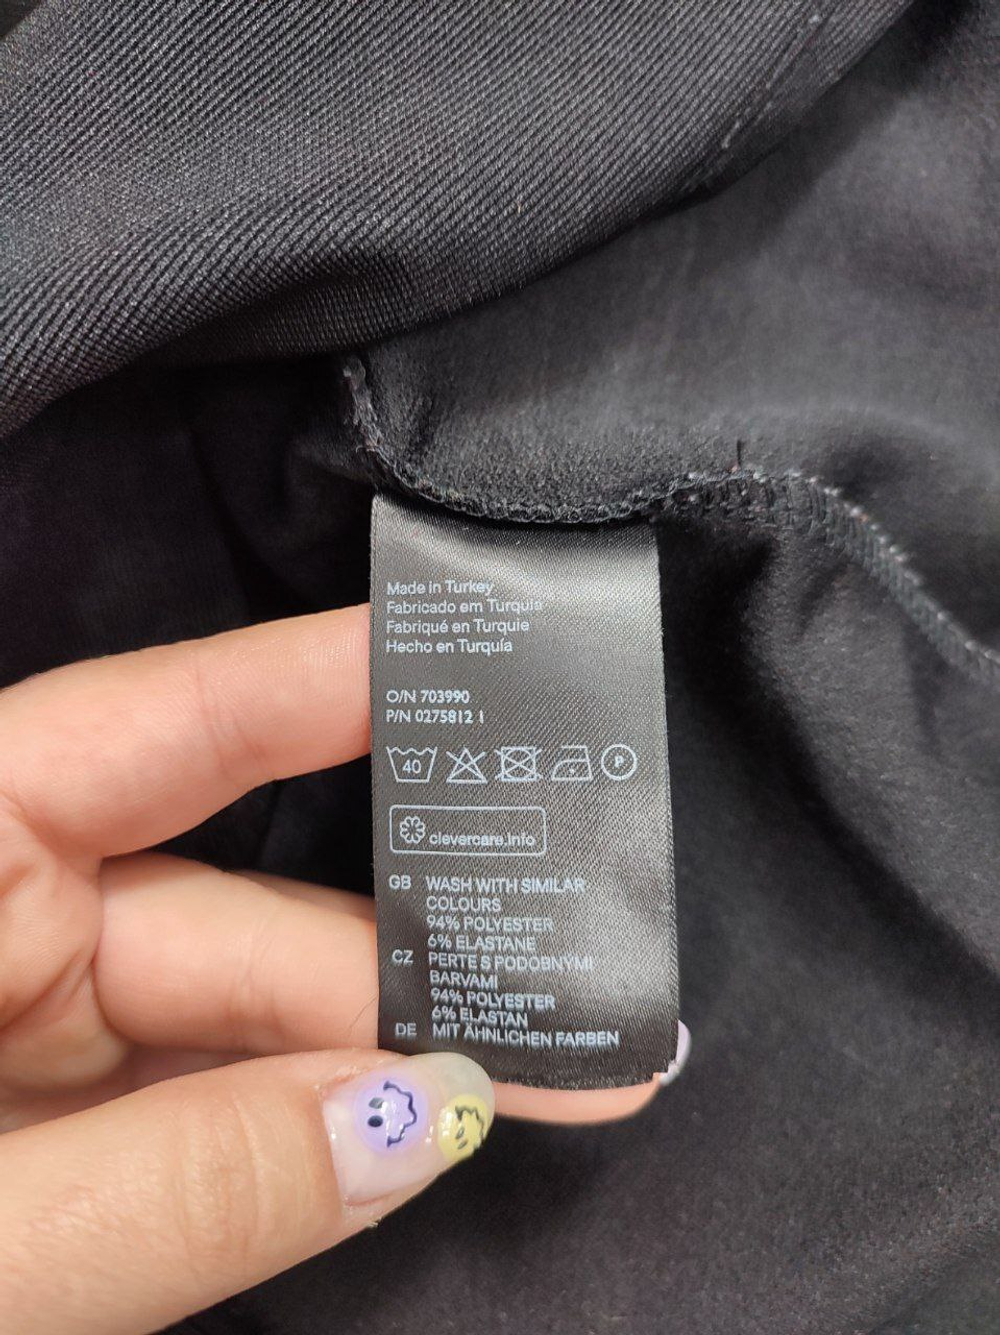 Made in Turkey
Fabricado em Turquia
Fabriqué en Turquie
Hecho en Turquía
O/N 703990
P/N 0275812 1
40 P
clevercare.info
GB WASH WITH SIMILAR
COLOURS
94% POLYESTER
6% ELASTANE
CZ PERTE S PODOBNÝMI
BARVAMI
94% POLYESTER
6% ELASTAN
DE MIT ÄHNLICHEN FARBEN